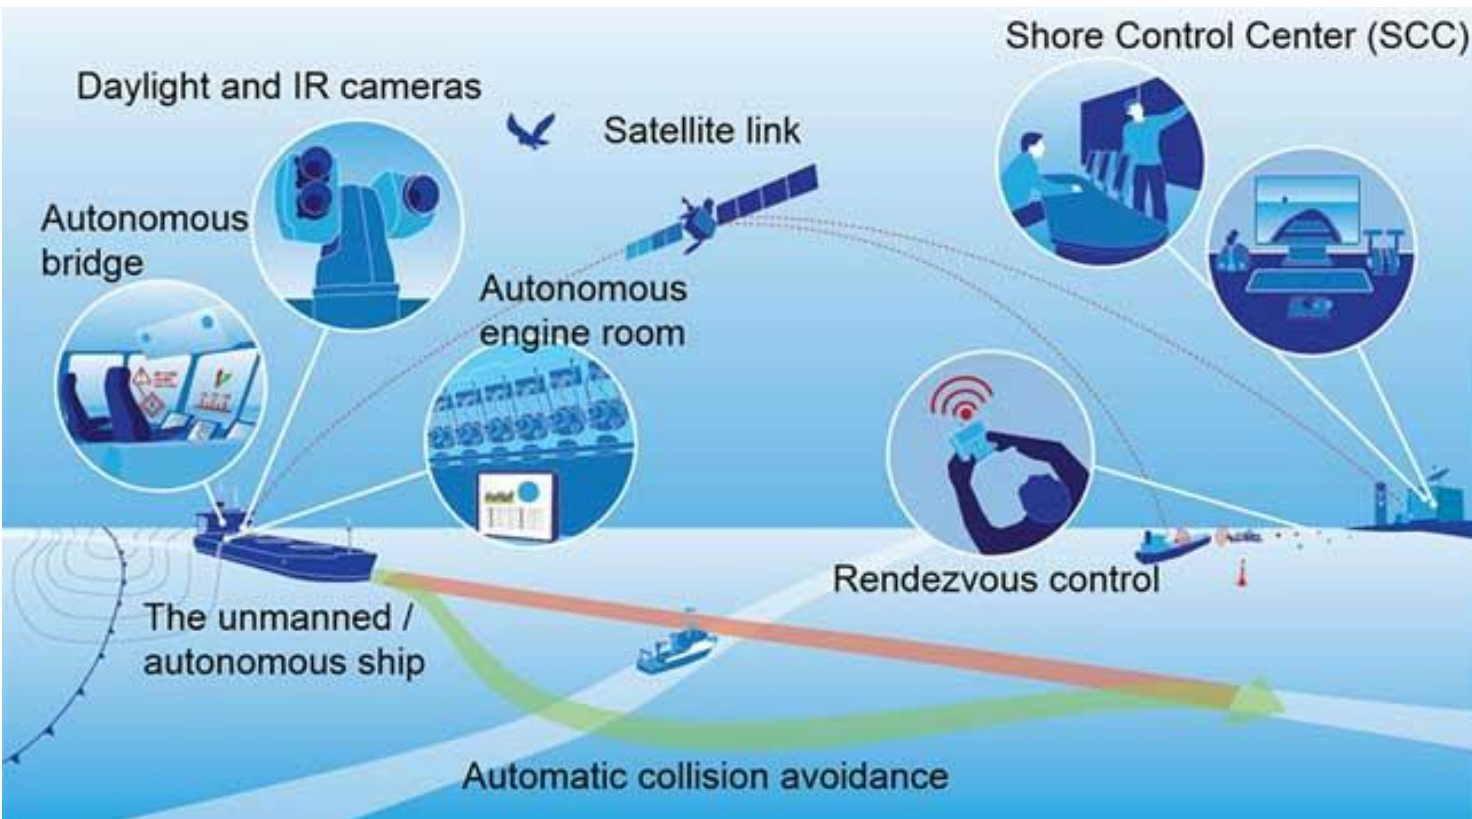 Shore Control Center (SCC)
Daylight and IR cameras
Satellite link
Autonomous
bridge
Autonomous
engine room
Rendezvous control
The unmanned /
autonomous ship
Automatic collision avoidance